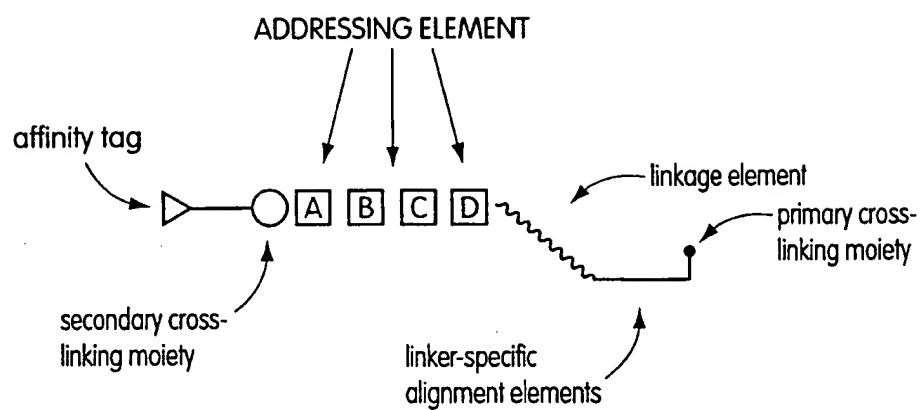 ADDRESSING ELEMENT
affinity tag
A B C D
linkage element
primary cross-
linking moiety
secondary cross-
linking moiety
linker-specific
alignment elements